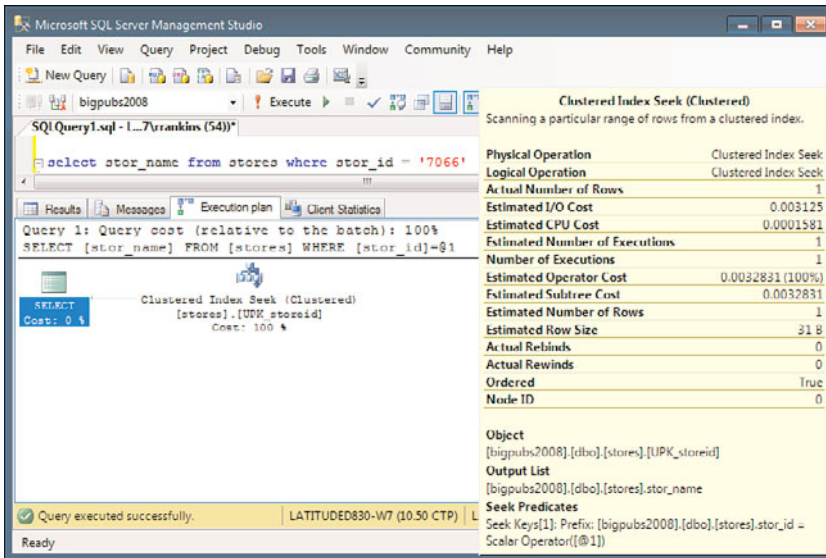 Microsoft SQL Server Management Studio
File Edit View Query Project Debug Tools Window Community Help
New Query
bigpubs2008
Execute
SQLQuery1.sql - L...7\rrankins (54))*
select stor_name from stores where stor_id = '7066'
Results Messages Execution plan Client Statistics
Query 1: Query cost (relative to the batch): 100%
SELECT [stor_name] FROM [stores] WHERE [stor_id]=@1
SELECT
Cost: 0 %
Clustered Index Seek (Clustered)
[stores].[UPK_storeid]
Cost: 100 %
Query executed successfully.
LATITUDED830-W7 (10.50 CTP)
L
Ready
Clustered Index Seek (Clustered)
Scanning a particular range of rows from a clustered index.
Physical Operation Clustered Index Seek
Logical Operation Clustered Index Seek
Actual Number of Rows 1
Estimated I/O Cost 0.003125
Estimated CPU Cost 0.0001581
Estimated Number of Executions 1
Number of Executions 1
Estimated Operator Cost 0.0032831 (100%)
Estimated Subtree Cost 0.0032831
Estimated Number of Rows 1
Estimated Row Size 31 B
Actual Rebinds 0
Actual Rewinds 0
Ordered True
Node ID 0
Object
[bigpubs2008].[dbo].[stores].[UPK_storeid]
Output List
[bigpubs2008].[dbo].[stores].stor_name
Seek Predicates
Seek Keys[1]: Prefix: [bigpubs2008].[dbo].[stores].stor_id =
Scalar Operator([@1])